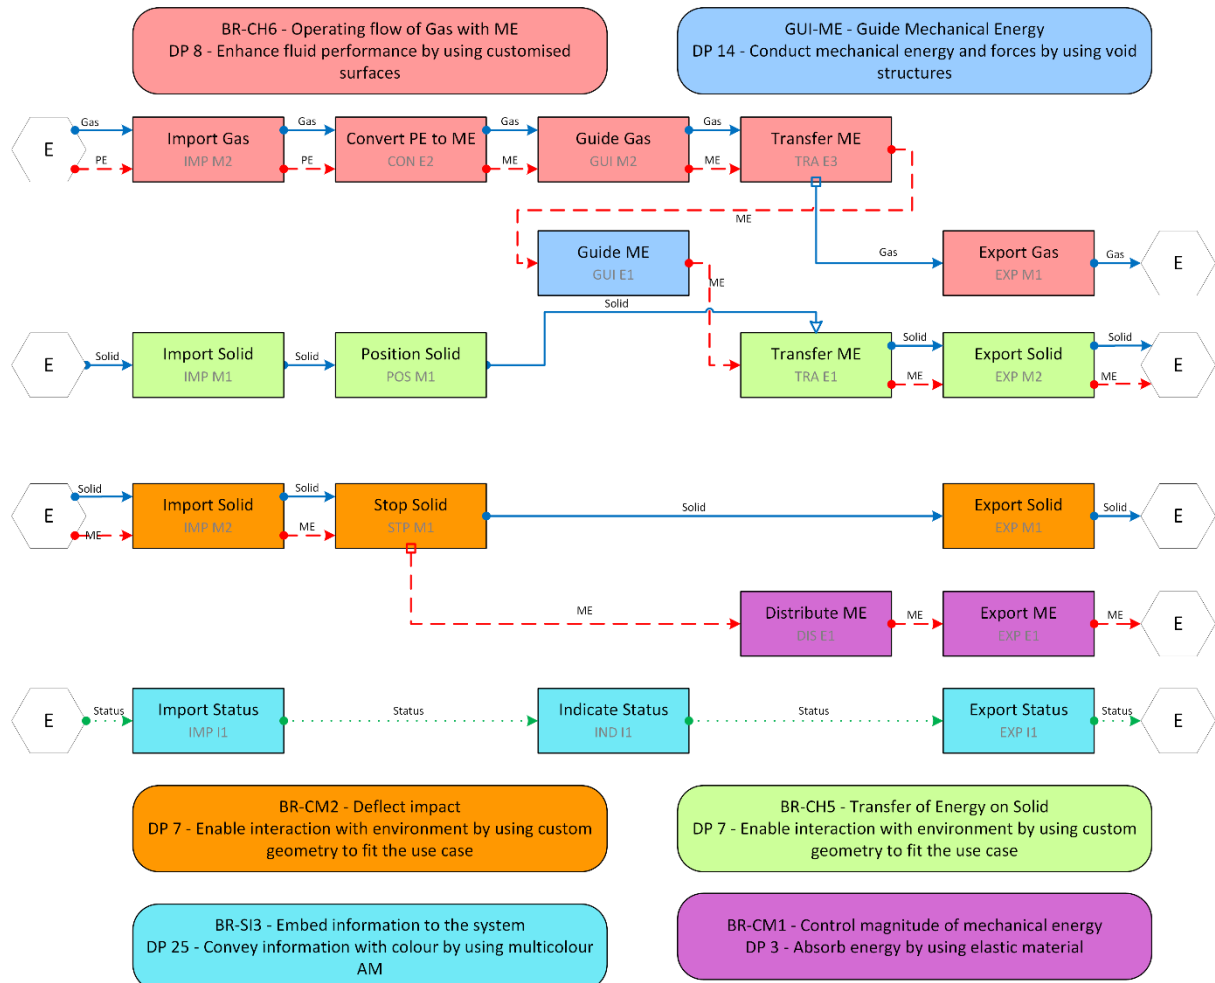 BR-CH6 - Operating flow of Gas with ME
DP 8 - Enhance fluid performance by using customised
surfaces
GUI-ME - Guide Mechanical Energy
DP 14 - Conduct mechanical energy and forces by using void
structures
E
Gas
PE
Import Gas
IMP M2
Gas
PE
Convert PE to ME
CON E2
Gas
ME
Guide Gas
GUI M2
Gas
ME
Transfer ME
TRA E3
ME
Guide ME
GUI E1
ME
Gas
Export Gas
EXP M1
Gas
E
E
Solid
Import Solid
IMP M1
Solid
Position Solid
POS M1
Solid
Transfer ME
TRA E1
Solid
ME
Export Solid
EXP M2
Solid
ME
E
E
Solid
ME
Import Solid
IMP M2
Solid
ME
Stop Solid
STP M1
Solid
Export Solid
EXP M1
Solid
E
ME
Distribute ME
DIS E1
ME
Export ME
EXP E1
ME
E
E
Status
Import Status
IMP I1
Status
Indicate Status
IND I1
Status
Export Status
EXP I1
Status
E
BR-CM2 - Deflect impact
DP 7 - Enable interaction with environment by using custom
geometry to fit the use case
BR-CH5 - Transfer of Energy on Solid
DP 7 - Enable interaction with environment by using custom
geometry to fit the use case
BR-SI3 - Embed information to the system
DP 25 - Convey information with colour by using multicolour
AM
BR-CM1 - Control magnitude of mechanical energy
DP 3 - Absorb energy by using elastic material